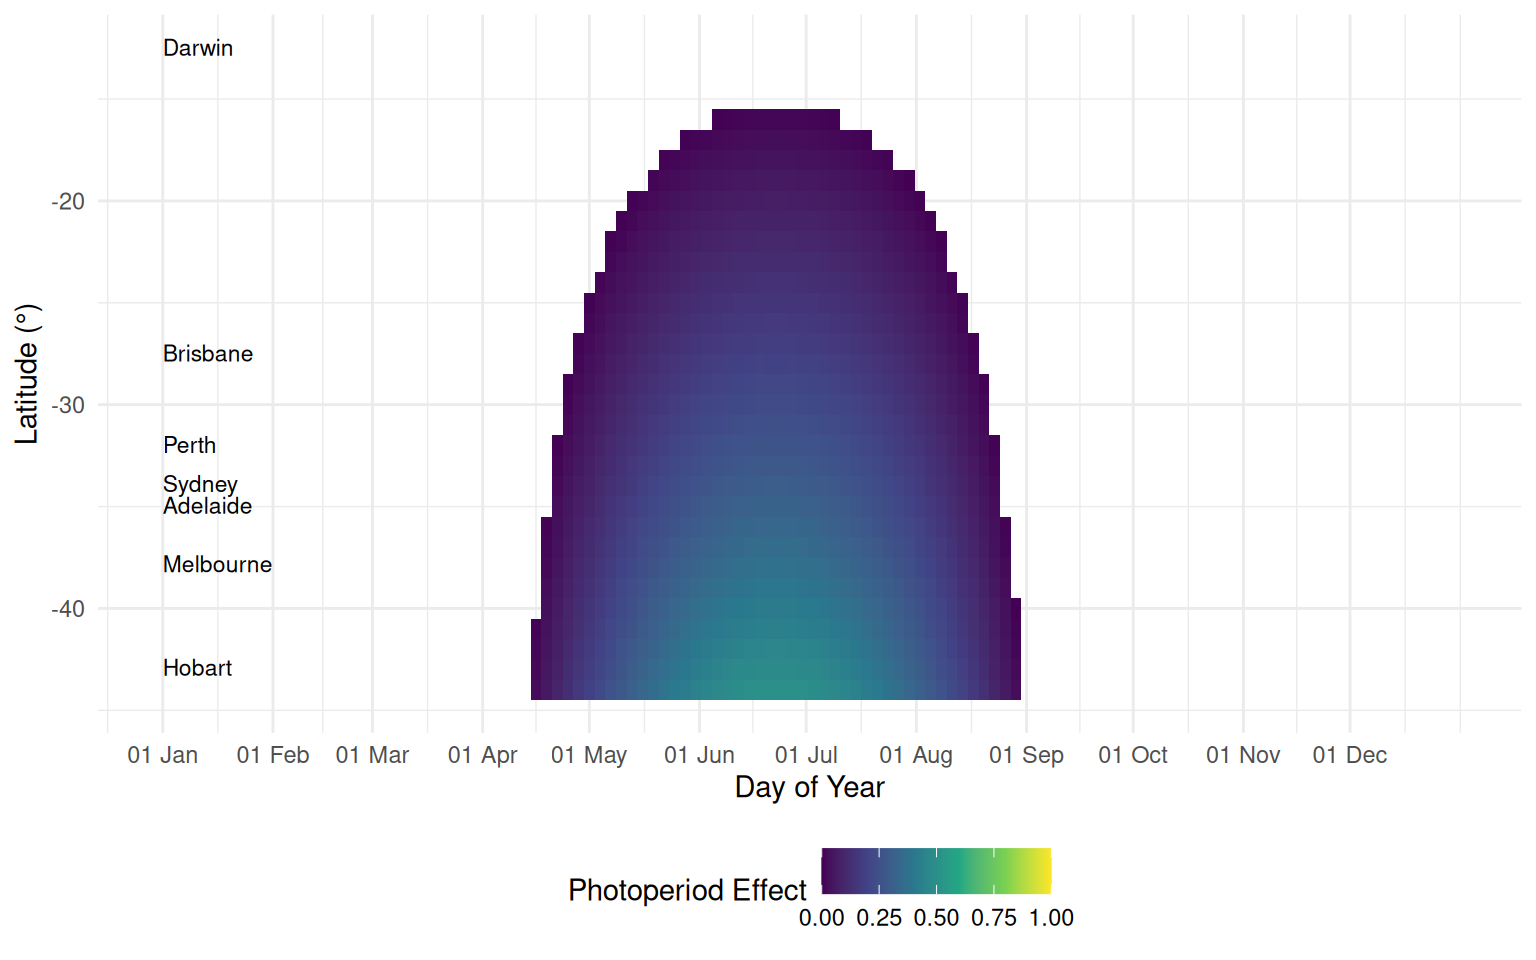 Darwin
-20
Brisbane
-30
Perth
Sydney
Adelaide
Melbourne
-40
Hobart
Latitude (°)
01 Jan 01 Feb 01 Mar 01 Apr 01 May 01 Jun 01 Jul 01 Aug 01 Sep 01 Oct 01 Nov 01 Dec
Day of Year
Photoperiod Effect
0.00 0.25 0.50 0.75 1.00